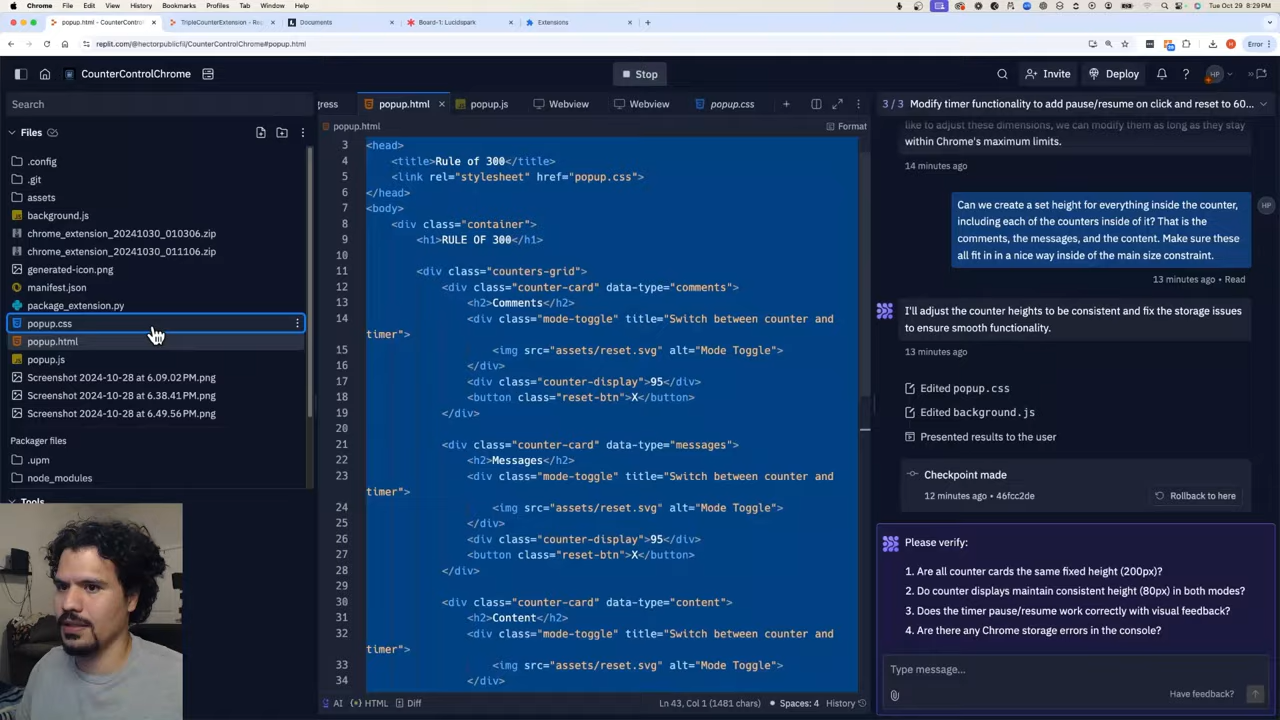 Chrome File Edit View History Bookmarks Profiles Tab Window Help
Tue Oct 29 8:29 PM
popup.html - CounterControlC
TripleCounterExtension - Rep
Documents
Board-1: Lucidspark
Extensions
replit.com/@hectorpublicfil/CounterControlChrome#popup.html
Error
CounterControlChrome
Stop
Invite
Deploy
HP
Search
Files
.config
.git
assets
background.js
chrome_extension_20241030_010306.zip
chrome_extension_20241030_011106.zip
generated-icon.png
manifest.json
package_extension.py
popup.css
popup.html
popup.js
Screenshot 2024-10-28 at 6.09.02 PM.png
Screenshot 2024-10-28 at 6.38.41 PM.png
Screenshot 2024-10-28 at 6.49.56 PM.png
Packager files
.upm
node_modules
Tools
gress popup.html popup.js Webview Webview popup.css
popup.html
Format
3 <head>
4 <title>Rule of 300</title>
5 <link rel="stylesheet" href="popup.css">
6 </head>
7 <body>
8 <div class="container">
9 <h1>RULE OF 300</h1>
10
11 <div class="counters-grid">
12 <div class="counter-card" data-type="comments">
13 <h2>Comments</h2>
14 <div class="mode-toggle" title="Switch between counter and
timer">
15 <img src="assets/reset.svg" alt="Mode Toggle">
16 </div>
17 <div class="counter-display">95</div>
18 <button class="reset-btn">X</button>
19 </div>
20
21 <div class="counter-card" data-type="messages">
22 <h2>Messages</h2>
23 <div class="mode-toggle" title="Switch between counter and
timer">
24 <img src="assets/reset.svg" alt="Mode Toggle">
25 </div>
26 <div class="counter-display">95</div>
27 <button class="reset-btn">X</button>
28 </div>
29
30 <div class="counter-card" data-type="content">
31 <h2>Content</h2>
32 <div class="mode-toggle" title="Switch between counter and
timer">
33 <img src="assets/reset.svg" alt="Mode Toggle">
34 </div>
AI HTML Diff
Ln 43, Col 1 (1481 chars) Spaces: 4 History
3 / 3 Modify timer functionality to add pause/resume on click and reset to 60...
like to adjust these dimensions, we can modify them as long as they stay
within Chrome's maximum limits.
14 minutes ago
Can we create a set height for everything inside the counter,
including each of the counters inside of it? That is the
comments, the messages, and the content. Make sure these
all fit in in a nice way inside of the main size constraint.
HP
13 minutes ago • Read
I'll adjust the counter heights to be consistent and fix the storage issues
to ensure smooth functionality.
13 minutes ago
Edited popup.css
Edited background.js
Presented results to the user
Checkpoint made
12 minutes ago • 46fcc2de
Rollback to here
Please verify:
1. Are all counter cards the same fixed height (200px)?
2. Do counter displays maintain consistent height (80px) in both modes?
3. Does the timer pause/resume work correctly with visual feedback?
4. Are there any Chrome storage errors in the console?
Type message...
Have feedback?